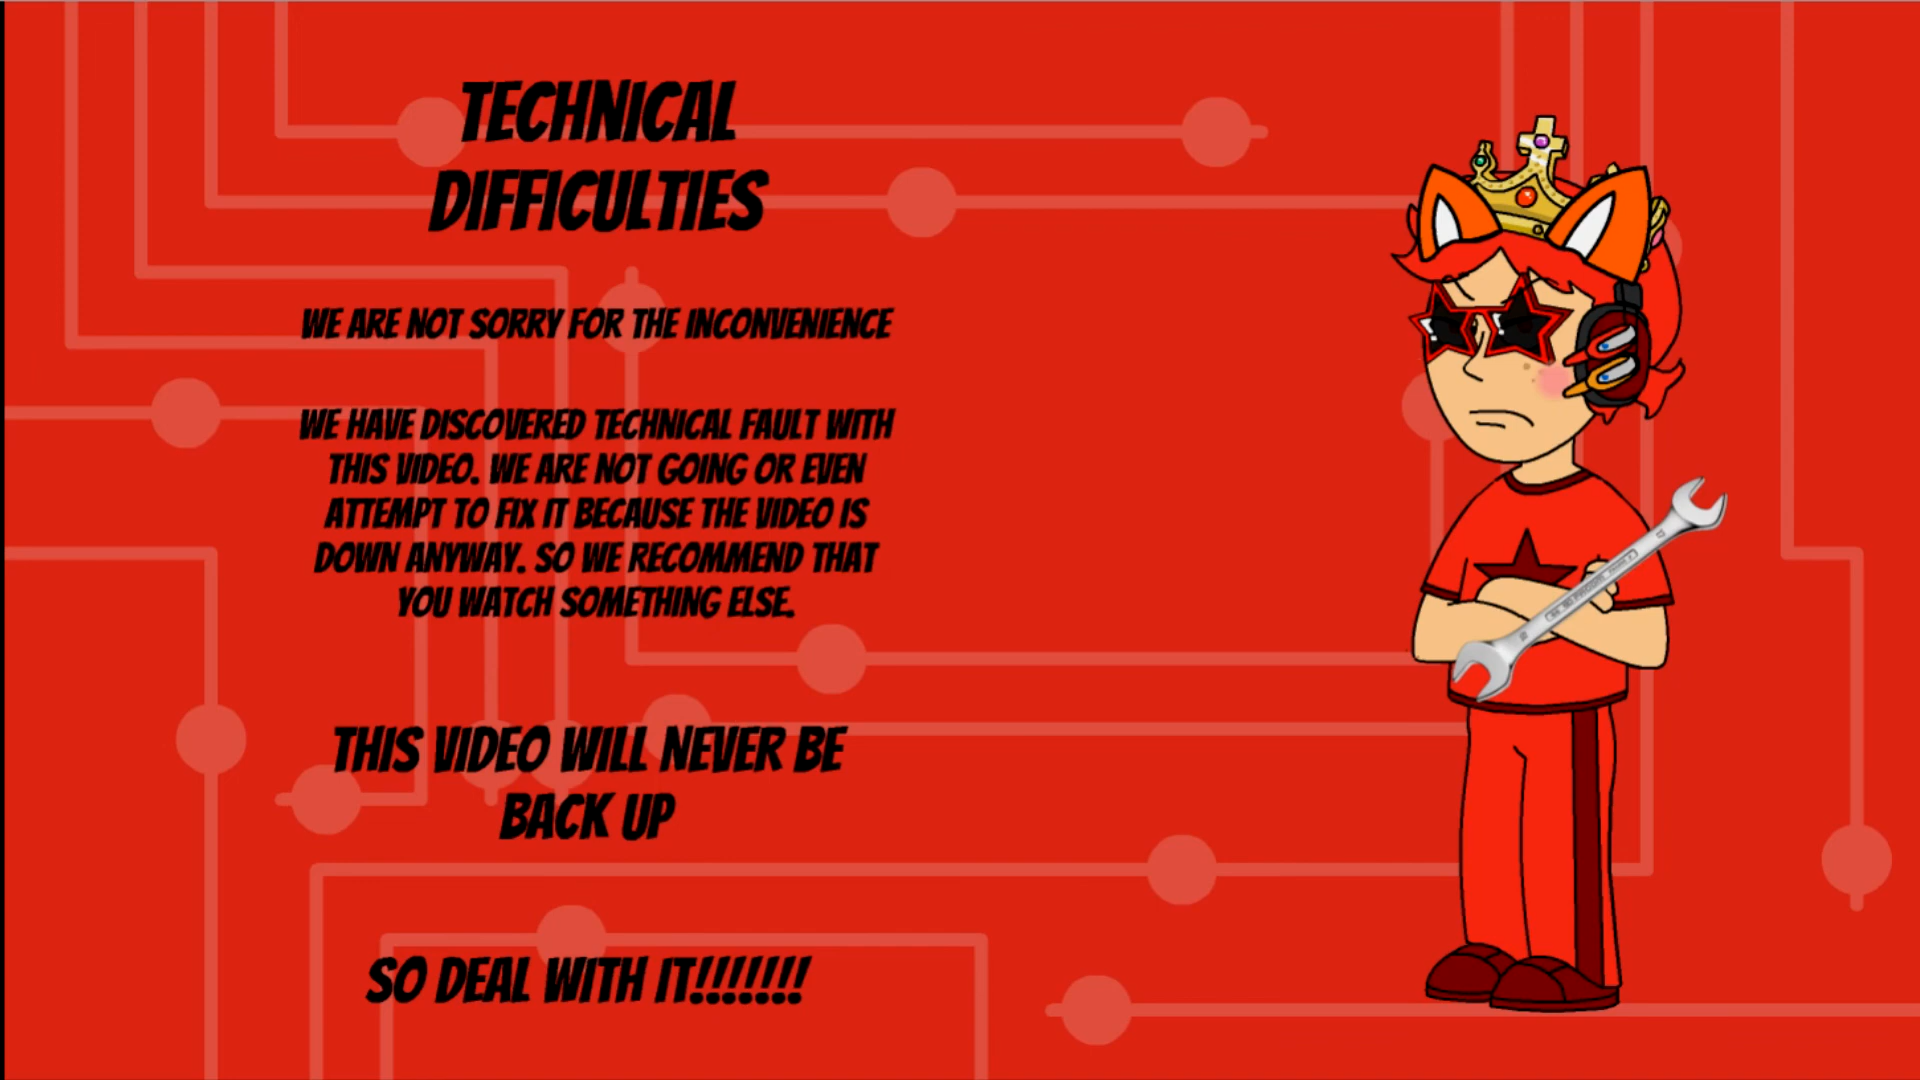 TECHNICAL
DIFFICULTIES
WE ARE NOT SORRY FOR THE INCONVENIENCE
WE HAVE DISCOVERED TECHNICAL FAULT WITH
THIS VIDEO. WE ARE NOT GOING OR EVEN
ATTEMPT TO FIX IT BECAUSE THE VIDEO IS
DOWN ANYWAY. SO WE RECOMMEND THAT
YOU WATCH SOMETHING ELSE.
THIS VIDEO WILL NEVER BE
BACK UP
SO DEAL WITH IT!!!!!!!